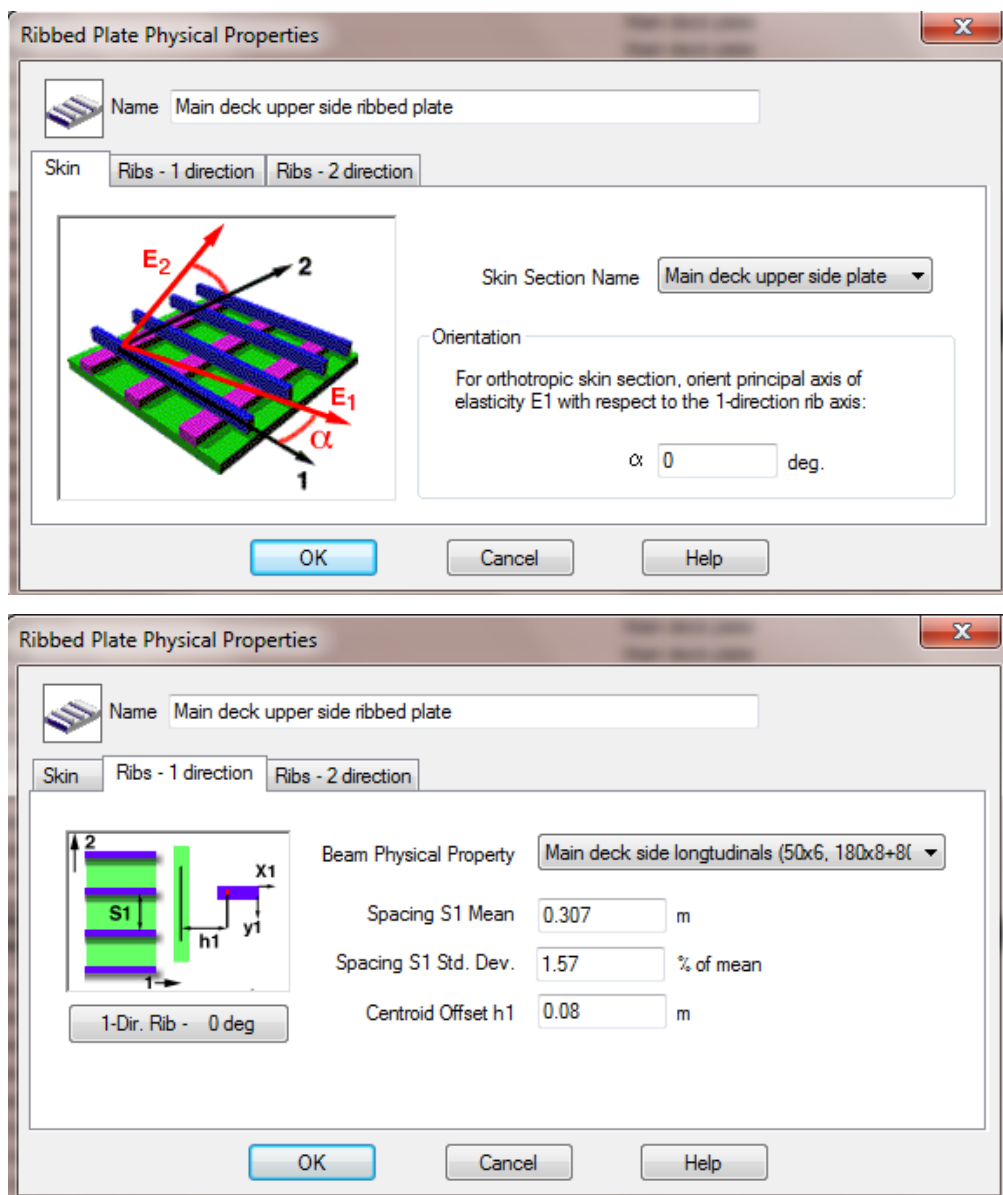 Ribbed Plate Physical Properties
X
Name Main deck upper side ribbed plate
Skin Ribs - 1 direction Ribs - 2 direction
E2
2
E1
α
1
Skin Section Name Main deck upper side plate
Orientation
For orthotropic skin section, orient principal axis of
elasticity E1 with respect to the 1-direction rib axis:
α 0 deg.
OK Cancel Help
Ribbed Plate Physical Properties
X
Name Main deck upper side ribbed plate
Skin Ribs - 1 direction Ribs - 2 direction
2
S1
1
h1
X1
y1
1-Dir. Rib - 0 deg
Beam Physical Property Main deck side longtudinals (50x6, 180x8+8(
Spacing S1 Mean 0.307 m
Spacing S1 Std. Dev. 1.57 % of mean
Centroid Offset h1 0.08 m
OK Cancel Help